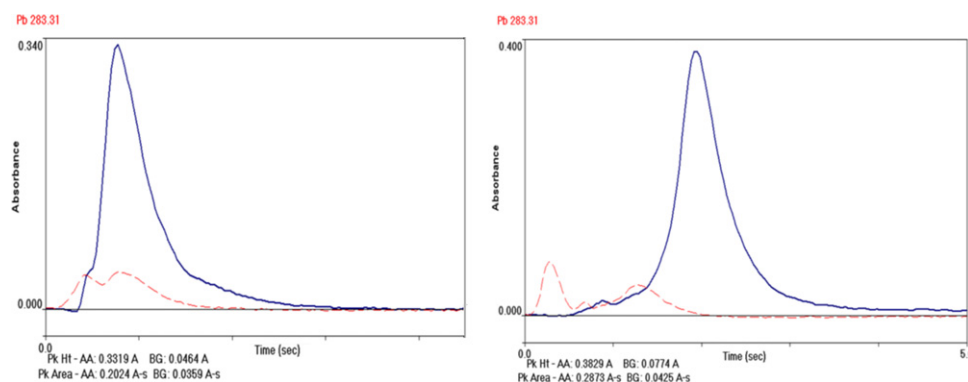 Pb 283.31
0.340
Absorbance
0.000
0.0
Time (sec)
Pk Ht - AA: 0.3319 A BG: 0.0464 A
Pk Area - AA: 0.2024 A-s BG: 0.0359 A-s
Pb 283.31
0.400
Absorbance
0.000
0.0
Time (sec)
5.
Pk Ht - AA: 0.3829 A BG: 0.0774 A
Pk Area - AA: 0.2873 A-s BG: 0.0425 A-s